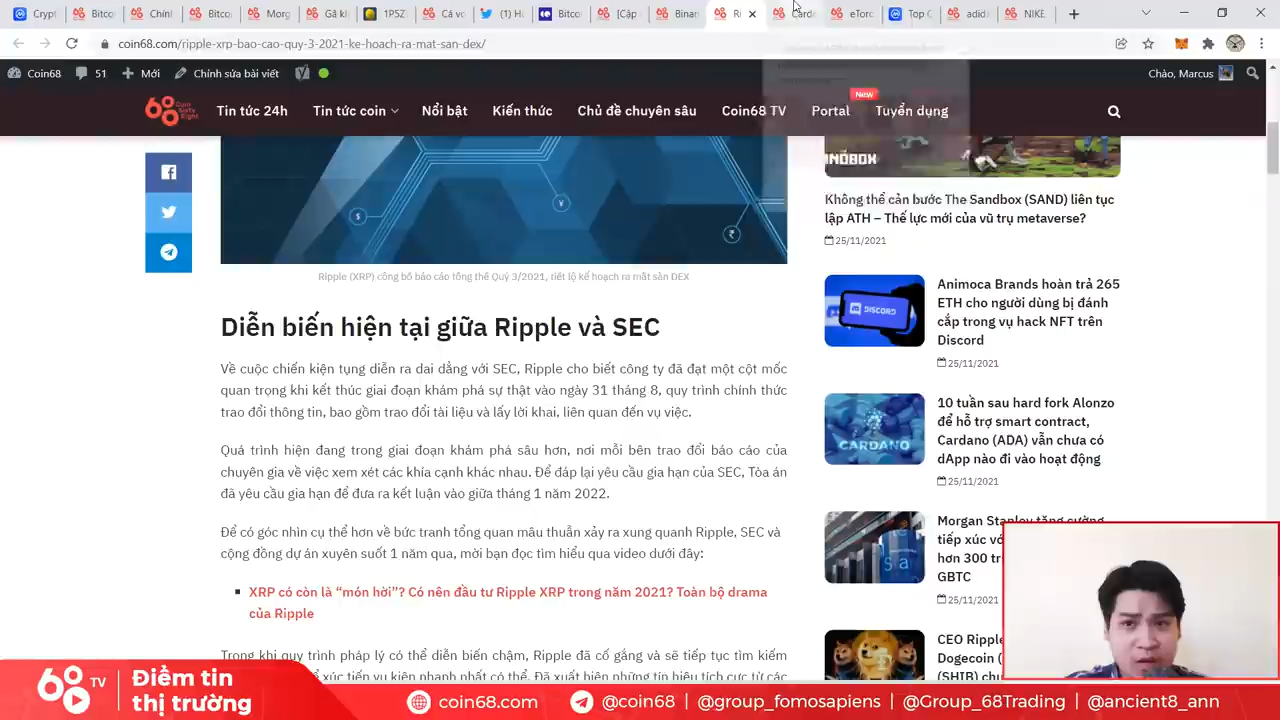 Crypt
Bitco
Chính
Bitco
Morg
Gã k
1PSZ
Cá vo
(1) Ho
Bitco
[Cập
Binan
Ri
Carde
eToro
Top C
adid
NIKE
coin68.com/ripple-xrp-bao-cao-quy-3-2021-ke-hoach-ra-mat-san-dex/
Coin68
51
Mới
Chỉnh sửa bài viết
Chào, Marcus
68
Coin
Sixty
Eight
Tin tức 24h
Tin tức coin
Nổi bật
Kiến thức
Chủ đề chuyên sâu
Coin68 TV
Portal
New
Tuyển dụng
Ripple (XRP) công bố báo cáo tổng thể Quý 3/2021, tiết lộ kế hoạch ra mắt sàn DEX
Diễn biến hiện tại giữa Ripple và SEC
Về cuộc chiến kiện tụng diễn ra dai dẳng với SEC, Ripple cho biết công ty đã đạt một cột mốc
quan trọng khi kết thúc giai đoạn khám phá sự thật vào ngày 31 tháng 8, quy trình chính thức
trao đổi thông tin, bao gồm trao đổi tài liệu và lấy lời khai, liên quan đến vụ việc.
Quá trình hiện đang trong giai đoạn khám phá sâu hơn, nơi mỗi bên trao đổi báo cáo của
chuyên gia về việc xem xét các khía cạnh khác nhau. Để đáp lại yêu cầu gia hạn của SEC, Tòa án
đã yêu cầu gia hạn để đưa ra kết luận vào giữa tháng 1 năm 2022.
Để có góc nhìn cụ thể hơn về bức tranh tổng quan mâu thuẫn xảy ra xung quanh Ripple, SEC và
cộng đồng dự án xuyên suốt 1 năm qua, mời bạn đọc tìm hiểu qua video dưới đây:
XRP có còn là “món hời”? Có nên đầu tư Ripple XRP trong năm 2021? Toàn bộ drama
của Ripple
Trong khi quy trình pháp lý có thể diễn biến chậm, Ripple đã cố gắng và sẽ tiếp tục tìm kiếm
SANDBOX
Không thể cản bước The Sandbox (SAND) liên tục
lập ATH – Thế lực mới của vũ trụ metaverse?
25/11/2021
DISCORD
Animoca Brands hoàn trả 265
ETH cho người dùng bị đánh
cắp trong vụ hack NFT trên
Discord
25/11/2021
CARDANO
10 tuần sau hard fork Alonzo
để hỗ trợ smart contract,
Cardano (ADA) vẫn chưa có
dApp nào đi vào hoạt động
25/11/2021
Morgan Stanley tăng cường
tiếp xúc vớ
hơn 300 tr
GBTC
25/11/2021
CEO Ripple
Dogecoin (
(SHIB) chu
68 TV
Điểm tin
thị trường
coin68.com
@coin68 | @group_fomosapiens | @Group_68Trading | @ancient8_ann